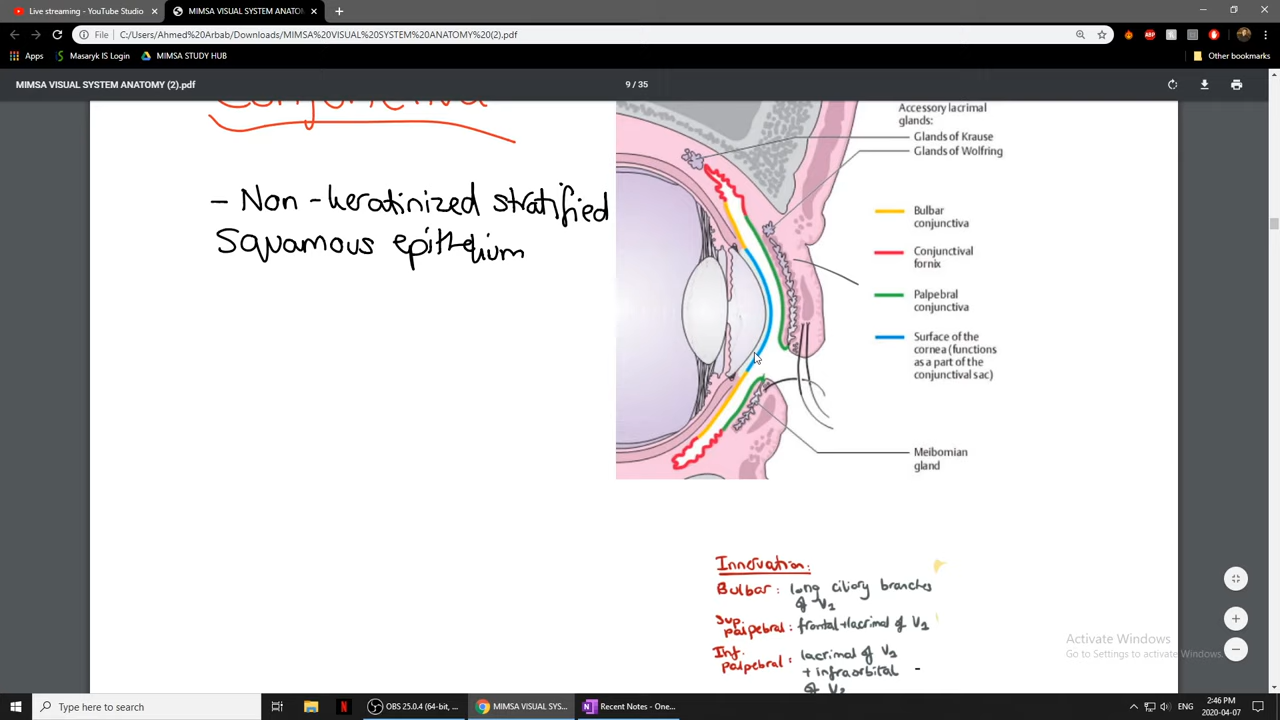 Live streaming - YouTube Studio
MIMSA VISUAL SYSTEM ANATOMY
File
C:/Users/Ahmed%20Arbab/Downloads/MIMSA%20VISUAL%20SYSTEM%20ANATOMY%20(2).pdf
Apps
Masaryk IS Login
MIMSA STUDY HUB
Other bookmarks
MIMSA VISUAL SYSTEM ANATOMY (2).pdf
9 / 35
Conjunctiva
- Non-keratinized stratified
Squamous epithelium
Accessory lacrimal
glands:
Glands of Krause
Glands of Wolfring
Bulbar
conjunctiva
Conjunctival
fornix
Palpebral
conjunctiva
Surface of the
cornea (functions
as a part of the
conjunctival sac)
Meibomian
gland
Innervation:
Bulbar: long ciliary branches
of V1
Sup. palpebral: frontal+lacrimal of V1
Inf. palpebral: lacrimal of V1
+ infraorbital -
of V2
Activate Windows
Go to Settings to activate Windows.
Type here to search
OBS 25.0.4 (64-bit, ...
MIMSA VISUAL SYS...
Recent Notes - One...
ENG
2:46 PM
2020-04-07